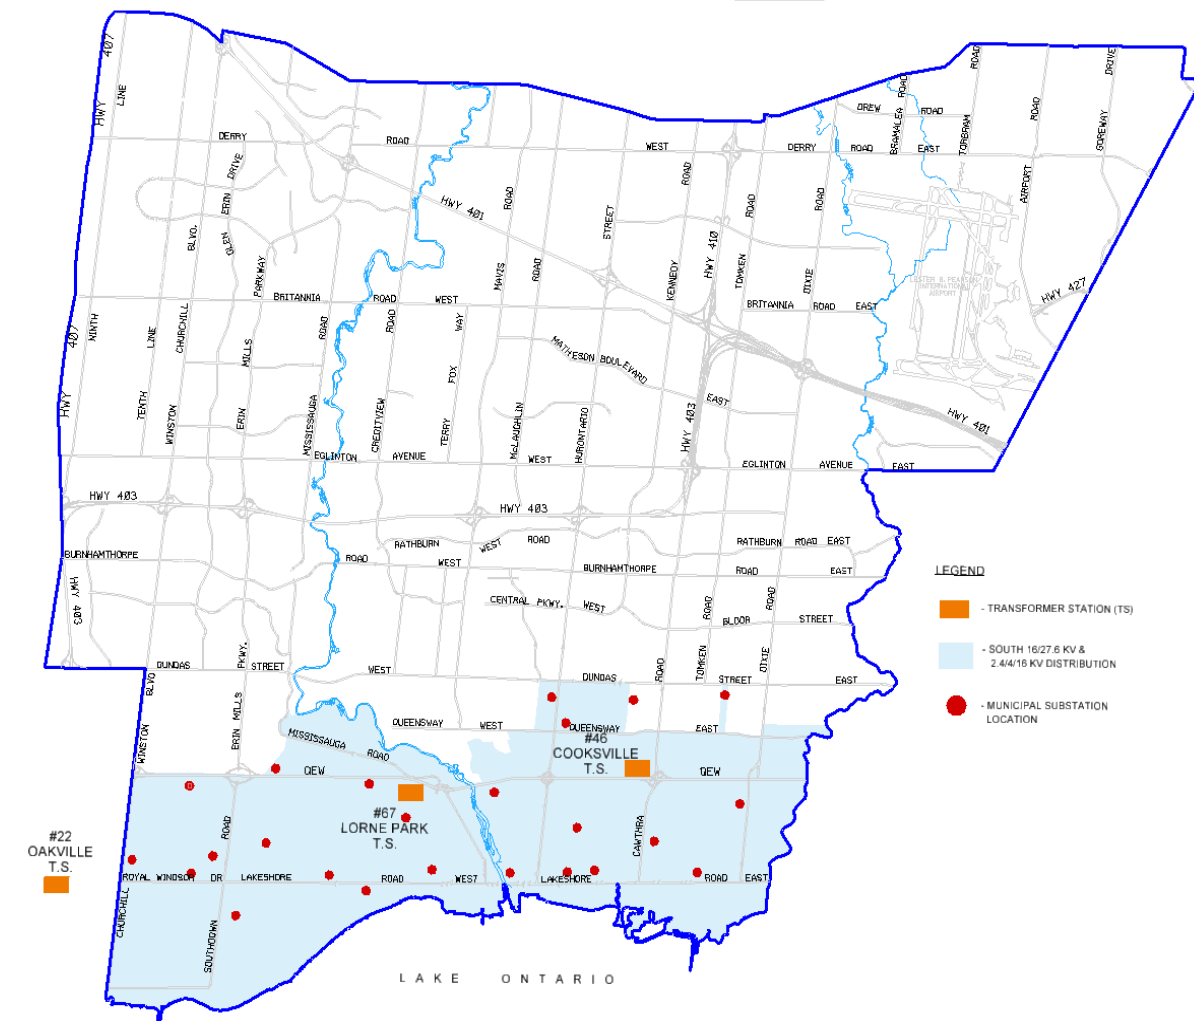 HWY 407
LINE
DERRY
ROAD
WEST
DERRY
ROAD
EAST
DREW
ROAD
BRAMALEA
ROAD
TORBRAM
ROAD
AIRPORT
ROAD
GOREWAY
DRIVE
GLEN
ERIN
DRIVE
HWY 401
ROAD
STREET
ROAD
HWY 410
ROAD
ROAD
BLVD.
PARKWAY
MAVIS
ROAD
KENNEDY
TOMKEN
DIXIE
LESTER B. PEARSON
INTERNATIONAL
AIRPORT
HWY 427
BRITANNIA
ROAD
WEST
BRITANNIA
ROAD
EAST
HWY 407
NINTH
LINE
CHURCHILL
MILLS
ROAD
ROAD
WAY
FOX
MATHESON BOULEVARD
EAST
TENTH
WINSTON
ERIN
MISSISSAUGA
CREDITVIEW
TERRY
McLAUGHLIN
HURONTARIO
HWY 403
HWY 401
EGLINTON
AVENUE
WEST
EGLINTON
AVENUE
EAST
HWY 403
HWY 403
RATHBURN
WEST
ROAD
RATHBURN
ROAD
EAST
BURNHAMTHORPE
ROAD
WEST
BURNHAMTHORPE
ROAD
EAST
HWY 403
CENTRAL
PKWY.
WEST
ROAD
ROAD
BLOOR
STREET
LEGEND
- TRANSFORMER STATION (TS)
- SOUTH 16/27.6 KV &
2.4/4/16 KV DISTRIBUTION
- MUNICIPAL SUBSTATION
LOCATION
DUNDAS
STREET
WEST
DUNDAS
STREET
EAST
PKWY.
ROAD
TOMKEN
DIXIE
BLVD
WINSTON
ERIN MILLS
QUEENSWAY
WEST
QUEENSWAY
EAST
MISSISSAUGA
ROAD
#46
COOKSVILLE
T.S.
QEW
QEW
#67
LORNE PARK
T.S.
#22
OAKVILLE
T.S.
ROAD
CAWTHRA
ROYAL
WINDSOR
DR
LAKESHORE
ROAD
WEST
LAKESHORE
ROAD
EAST
CHURCHILL
SOUTHDOWN
LAKE ONTARIO